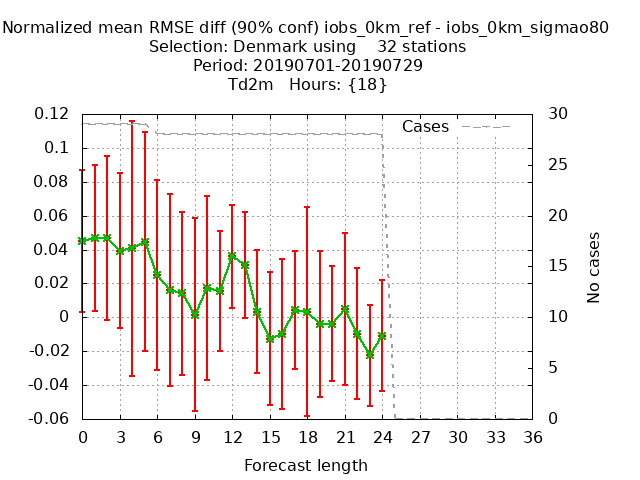 Normalized mean RMSE diff (90% conf) iobs_0km_ref - iobs_0km_sigmao80
Selection: Denmark using 32 stations
Period: 20190701-20190729
Td2m Hours: {18}
Cases
0.12
0.1
0.08
0.06
0.04
0.02
0
-0.02
-0.04
-0.06
30
25
20
15
10
5
0
No cases
0 3 6 9 12 15 18 21 24 27 30 33 36
Forecast length